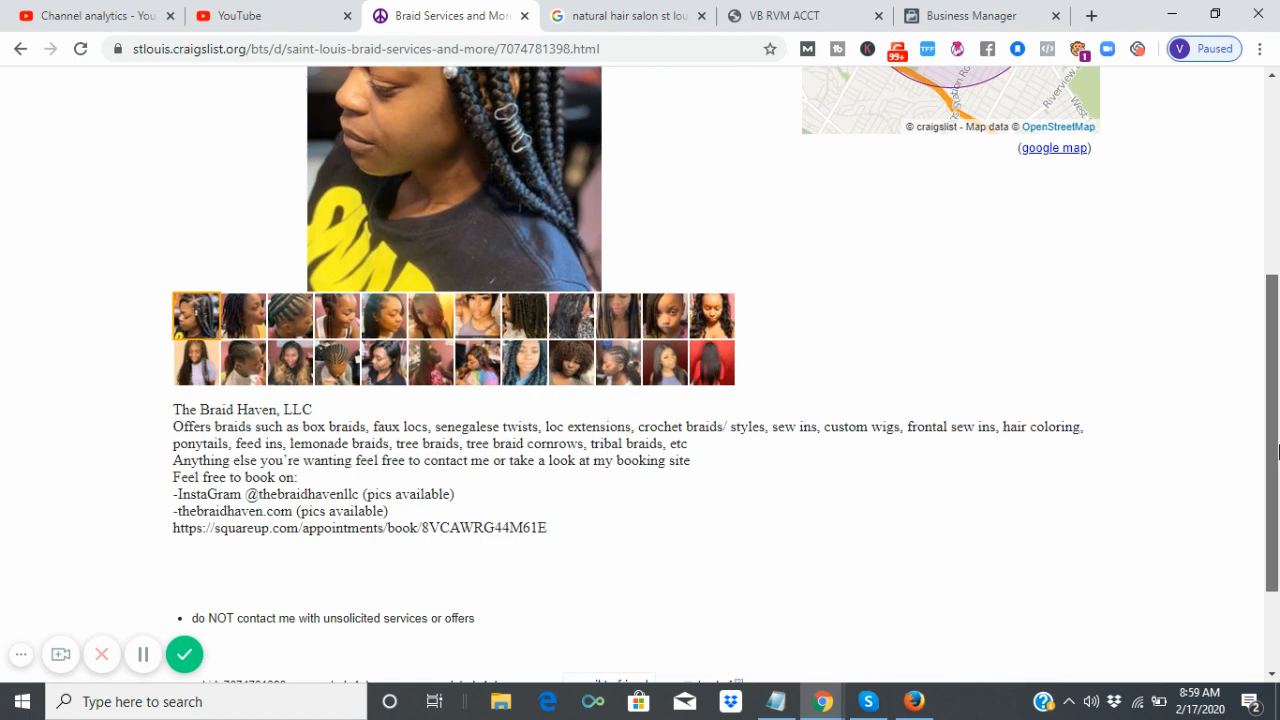 Channel analytics - Y
YouTube
Braid Services and More
natural hair salon st lou
VB RVM ACCT
Business Manager
stlouis.craigslist.org/bts/d/saint-louis-braid-services-and-more/7074781398.html
99+
TFF
1
V
Paused
Riverview
© craigslist - Map data © OpenStreetMap
(google map)
The Braid Haven, LLC
Offers braids such as box braids, faux locs, senegalese twists, loc extensions, crochet braids/ styles, sew ins, custom wigs, frontal sew ins, hair coloring,
ponytails, feed ins, lemonade braids, tree braids, tree braid cornrows, tribal braids, etc
Anything else you’re wanting feel free to contact me or take a look at my booking site
Feel free to book on:
-InstaGram @thebraidhavenllc (pics available)
-thebraidhaven.com (pics available)
https://squareup.com/appointments/book/8VCAWRG44M61E
• do NOT contact me with unsolicited services or offers
Type here to search
8:59 AM
2/17/2020
2